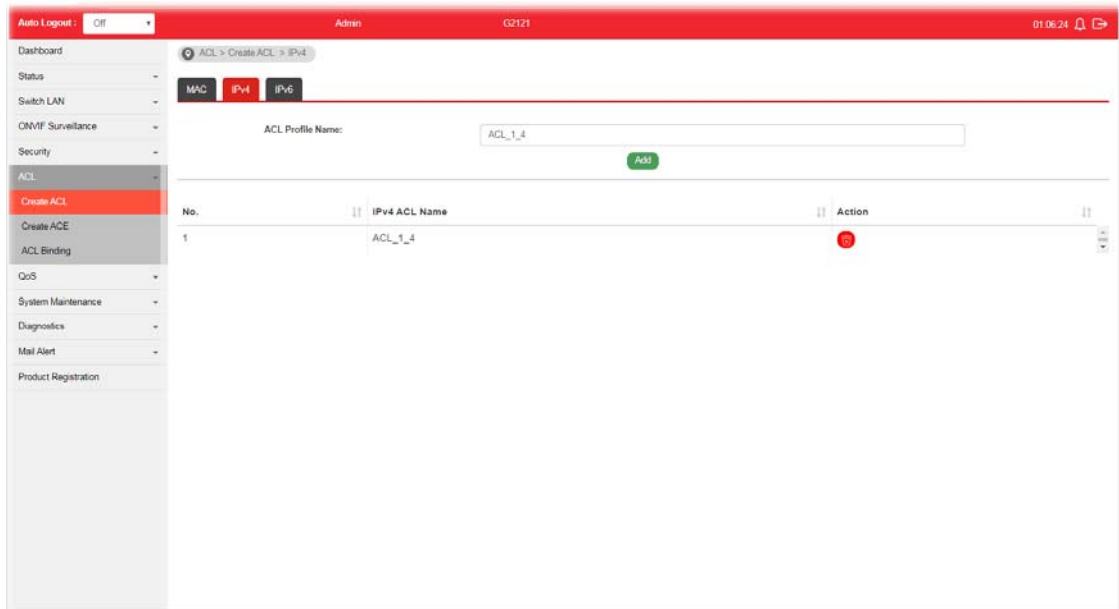 Auto Logout : Off Admin G2121 01:06:24
Dashboard
Status
Switch LAN
ONVIF Surveillance
Security
ACL
Create ACL
Create ACE
ACL Binding
QoS
System Maintenance
Diagnostics
Mail Alert
Product Registration
ACL > Create ACL > IPv4
MAC IPv4 IPv6
ACL Profile Name: ACL_1_4
Add
No. IPv4 ACL Name Action
1 ACL_1_4